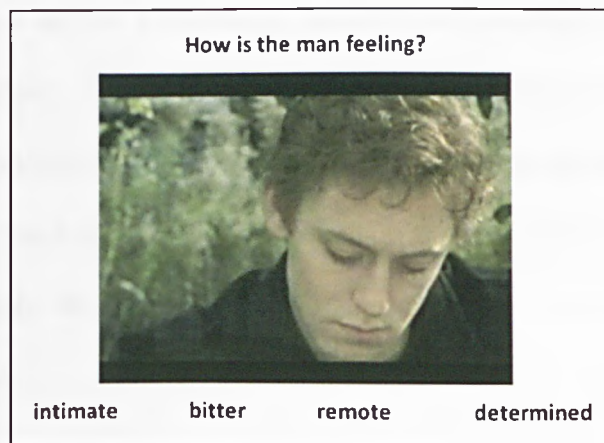 How is the man feeling?
intimate bitter remote determined